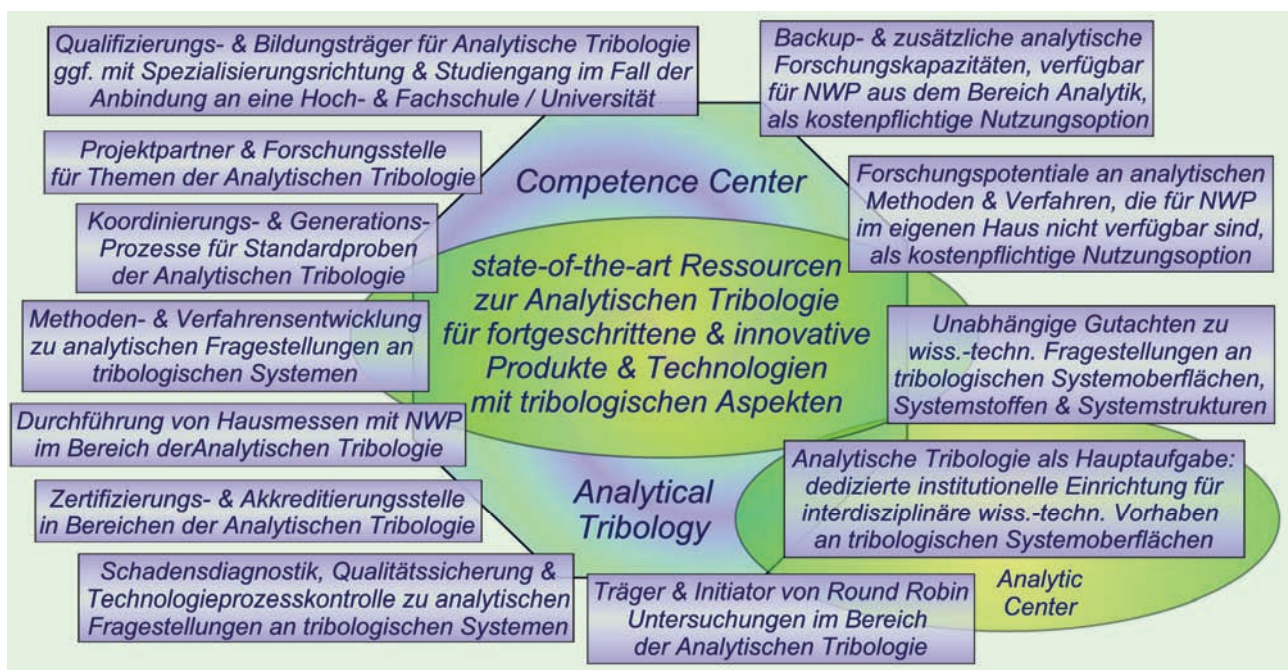 Qualifizierungs- & Bildungsträger für Analytische Tribologie
ggf. mit Spezialisierungsrichtung & Studiengang im Fall der
Anbindung an eine Hoch- & Fachschule / Universität
Backup- & zusätzliche analytische
Forschungskapazitäten, verfügbar
für NWP aus dem Bereich Analytik,
als kostenpflichtige Nutzungsoption
Projektpartner & Forschungsstelle
für Themen der Analytischen Tribologie
Competence Center
Forschungspotentiale an analytischen
Methoden & Verfahren, die für NWP
im eigenen Haus nicht verfügbar sind,
als kostenpflichtige Nutzungsoption
Koordinierungs- & Generations-
Prozesse für Standardproben
der Analytischen Tribologie
state-of-the-art Ressourcen
zur Analytischen Tribologie
für fortgeschrittene & innovative
Produkte & Technologien
mit tribologischen Aspekten
Methoden- & Verfahrensentwicklung
zu analytischen Fragestellungen an
tribologischen Systemen
Unabhängige Gutachten zu
wiss.-techn. Fragestellungen an
tribologischen Systemoberflächen,
Systemstoffen & Systemstrukturen
Durchführung von Hausmessen mit NWP
im Bereich derAnalytischen Tribologie
Analytische Tribologie als Hauptaufgabe:
dedizierte institutionelle Einrichtung für
interdisziplinäre wiss.-techn. Vorhaben
an tribologischen Systemoberflächen
Zertifizierungs- & Akkreditierungsstelle
in Bereichen der Analytischen Tribologie
Analytical
Tribology
Schadensdiagnostik, Qualitätssicherung &
Technologieprozesskontrolle zu analytischen
Fragestellungen an tribologischen Systemen
Träger & Initiator von Round Robin
Untersuchungen im Bereich
der Analytischen Tribologie
Analytic
Center